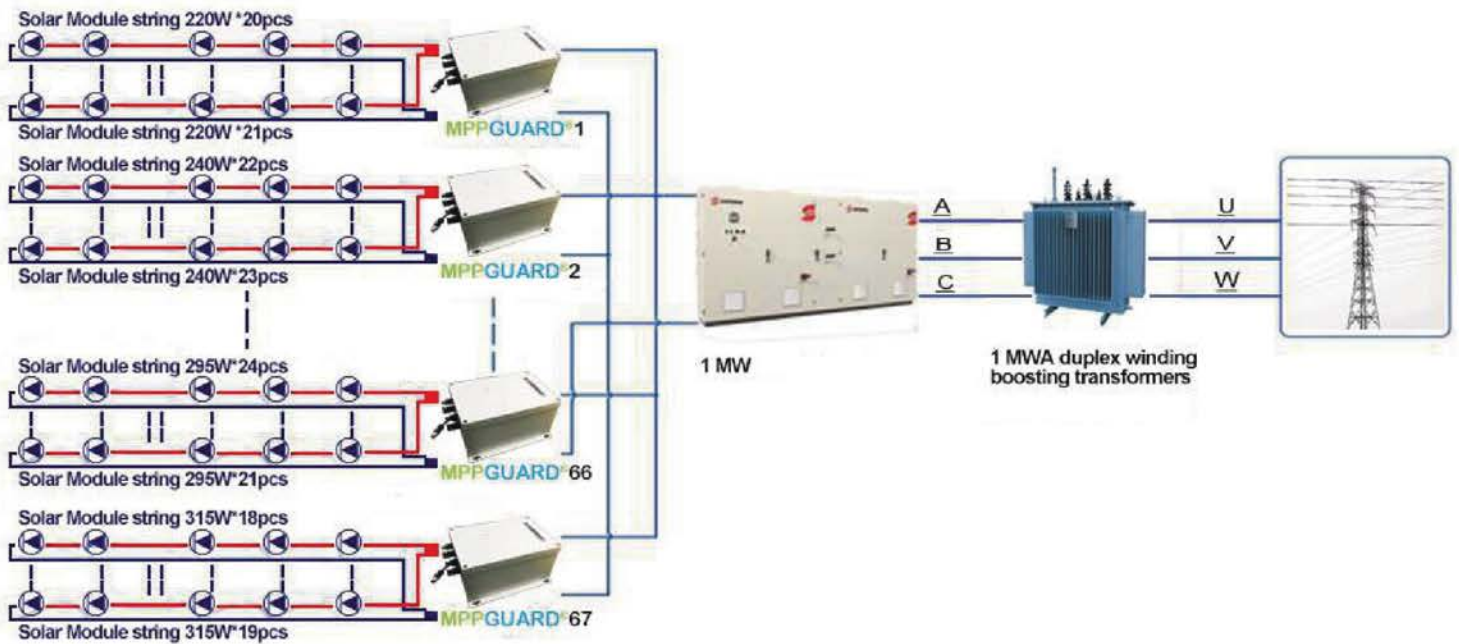 Solar Module string 220W *20pcs
MPPGUARD®1
Solar Module string 220W *21pcs
Solar Module string 240W*22pcs
MPPGUARD®2
Solar Module string 240W*23pcs
A
B
C
U
V
W
1 MW
1 MWA duplex winding
boosting transformers
Solar Module string 295W*24pcs
MPPGUARD®66
Solar Module string 295W*21pcs
Solar Module string 315W*18pcs
MPPGUARD®67
Solar Module string 315W*19pcs